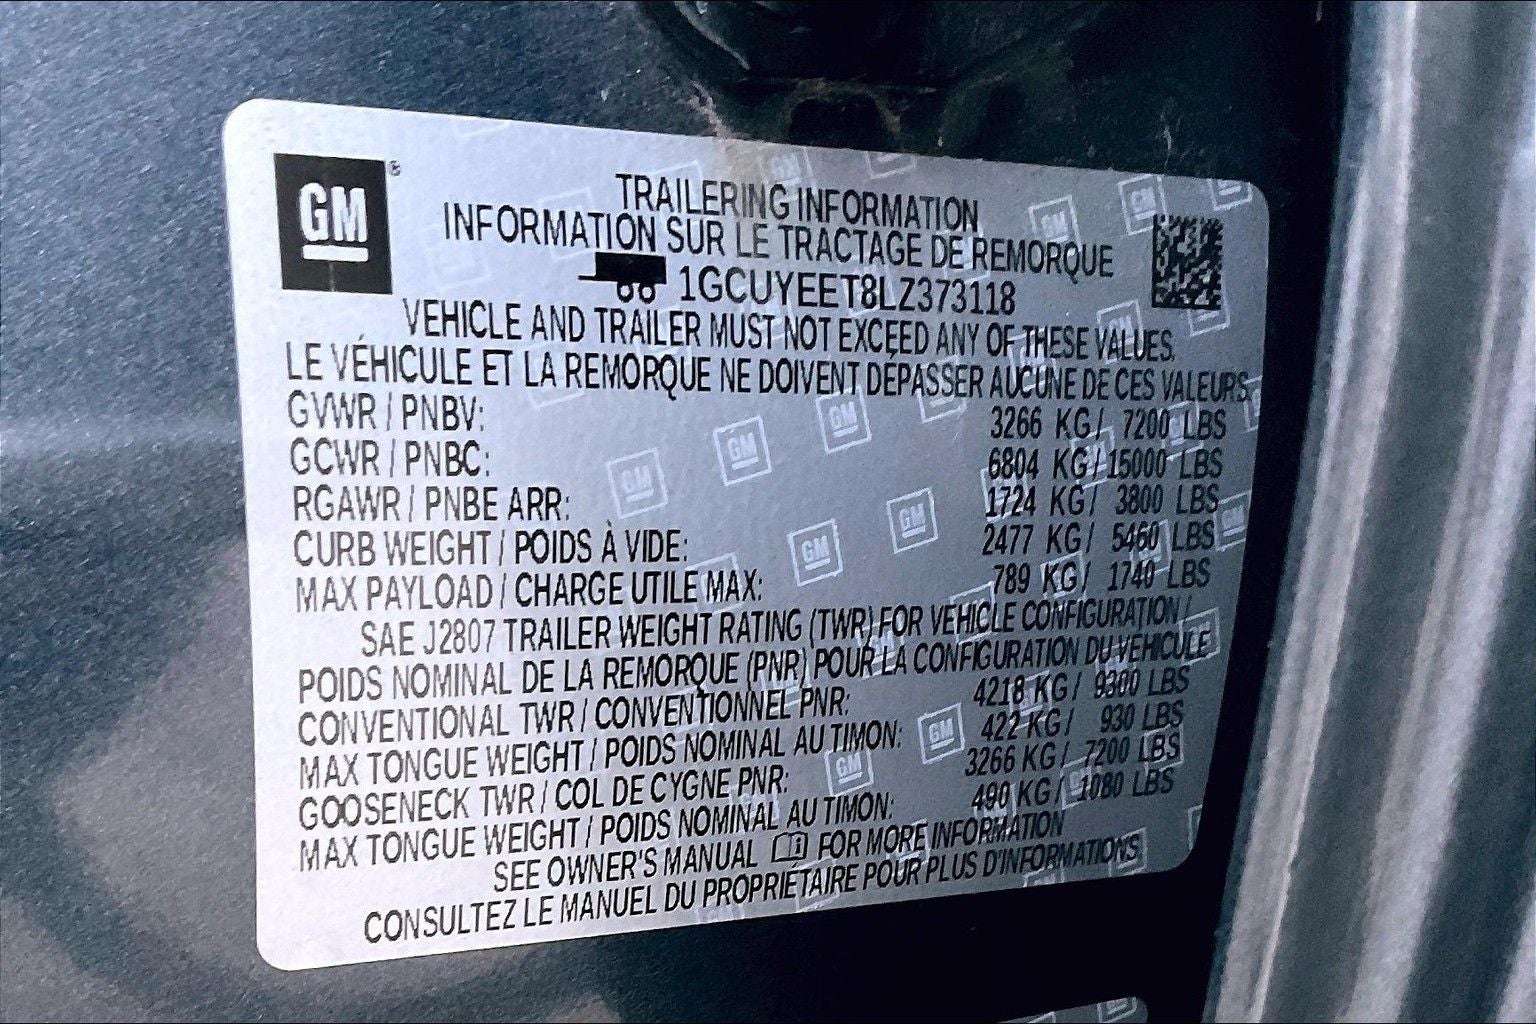 GM®
TRAILERING INFORMATION
INFORMATION SUR LE TRACTAGE DE REMORQUE
1GCUYEET8LZ373118
VEHICLE AND TRAILER MUST NOT EXCEED ANY OF THESE VALUES.
LE VÉHICULE ET LA REMORQUE NE DOIVENT DÉPASSER AUCUNE DE CES VALEURS.
GVWR / PNBV: 3266 KG / 7200 LBS
GCWR / PNBC: 6804 KG / 15000 LBS
RGAWR / PNBE ARR: 1724 KG / 3800 LBS
CURB WEIGHT / POIDS À VIDE: 2477 KG / 5460 LBS
MAX PAYLOAD / CHARGE UTILE MAX: 789 KG / 1740 LBS
SAE J2807 TRAILER WEIGHT RATING (TWR) FOR VEHICLE CONFIGURATION /
POIDS NOMINAL DE LA REMORQUE (PNR) POUR LA CONFIGURATION DU VEHICULE
CONVENTIONAL TWR / CONVENTIONNEL PNR: 4218 KG / 9300 LBS
MAX TONGUE WEIGHT / POIDS NOMINAL AU TIMON: 422 KG / 930 LBS
GOOSENECK TWR / COL DE CYGNE PNR: 3266 KG / 7200 LBS
MAX TONGUE WEIGHT / POIDS NOMINAL AU TIMON: 490 KG / 1080 LBS
SEE OWNER'S MANUAL FOR MORE INFORMATION
CONSULTEZ LE MANUEL DU PROPRIÉTAIRE POUR PLUS D'INFORMATIONS